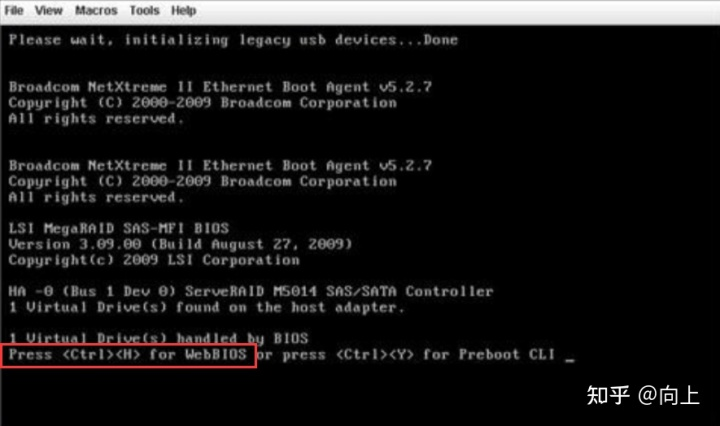 File View Macros Tools Help
Please wait, initializing legacy usb devices...Done
Broadcom NetXtreme II Ethernet Boot Agent v5.2.7
Copyright (C) 2000-2009 Broadcom Corporation
All rights reserved.
Broadcom NetXtreme II Ethernet Boot Agent v5.2.7
Copyright (C) 2000-2009 Broadcom Corporation
All rights reserved.
LSI MegaRAID SAS-MFI BIOS
Version 3.09.00 (Build August 27, 2009)
Copyright(c) 2009 LSI Corporation
HA -0 (Bus 1 Dev 0) ServeRAID M5014 SAS/SATA Controller
1 Virtual Drive(s) found on the host adapter.
1 Virtual Drive(s) handled by BIOS
Press <Ctrl><H> for WebBIOS or press <Ctrl><Y> for Preboot CLI _
知乎 @向上